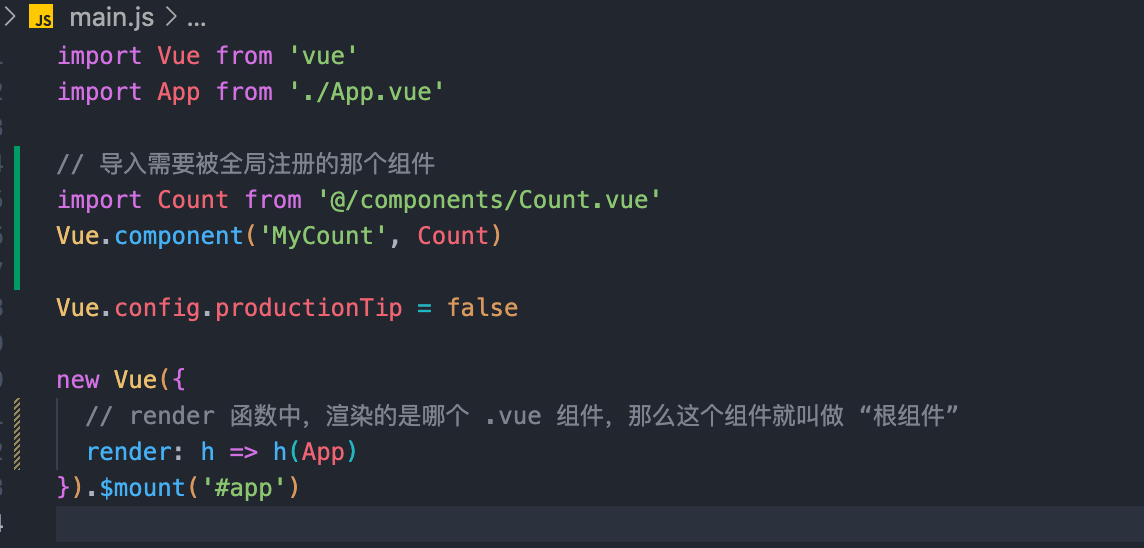 JS main.js > ...
import Vue from 'vue'
import App from './App.vue'
// 导入需要被全局注册的那个组件
import Count from '@/components/Count.vue'
Vue.component('MyCount', Count)
Vue.config.productionTip = false
new Vue({
// render 函数中，渲染的是哪个 .vue 组件，那么这个组件就叫做 “根组件”
render: h => h(App)
}).$mount('#app')